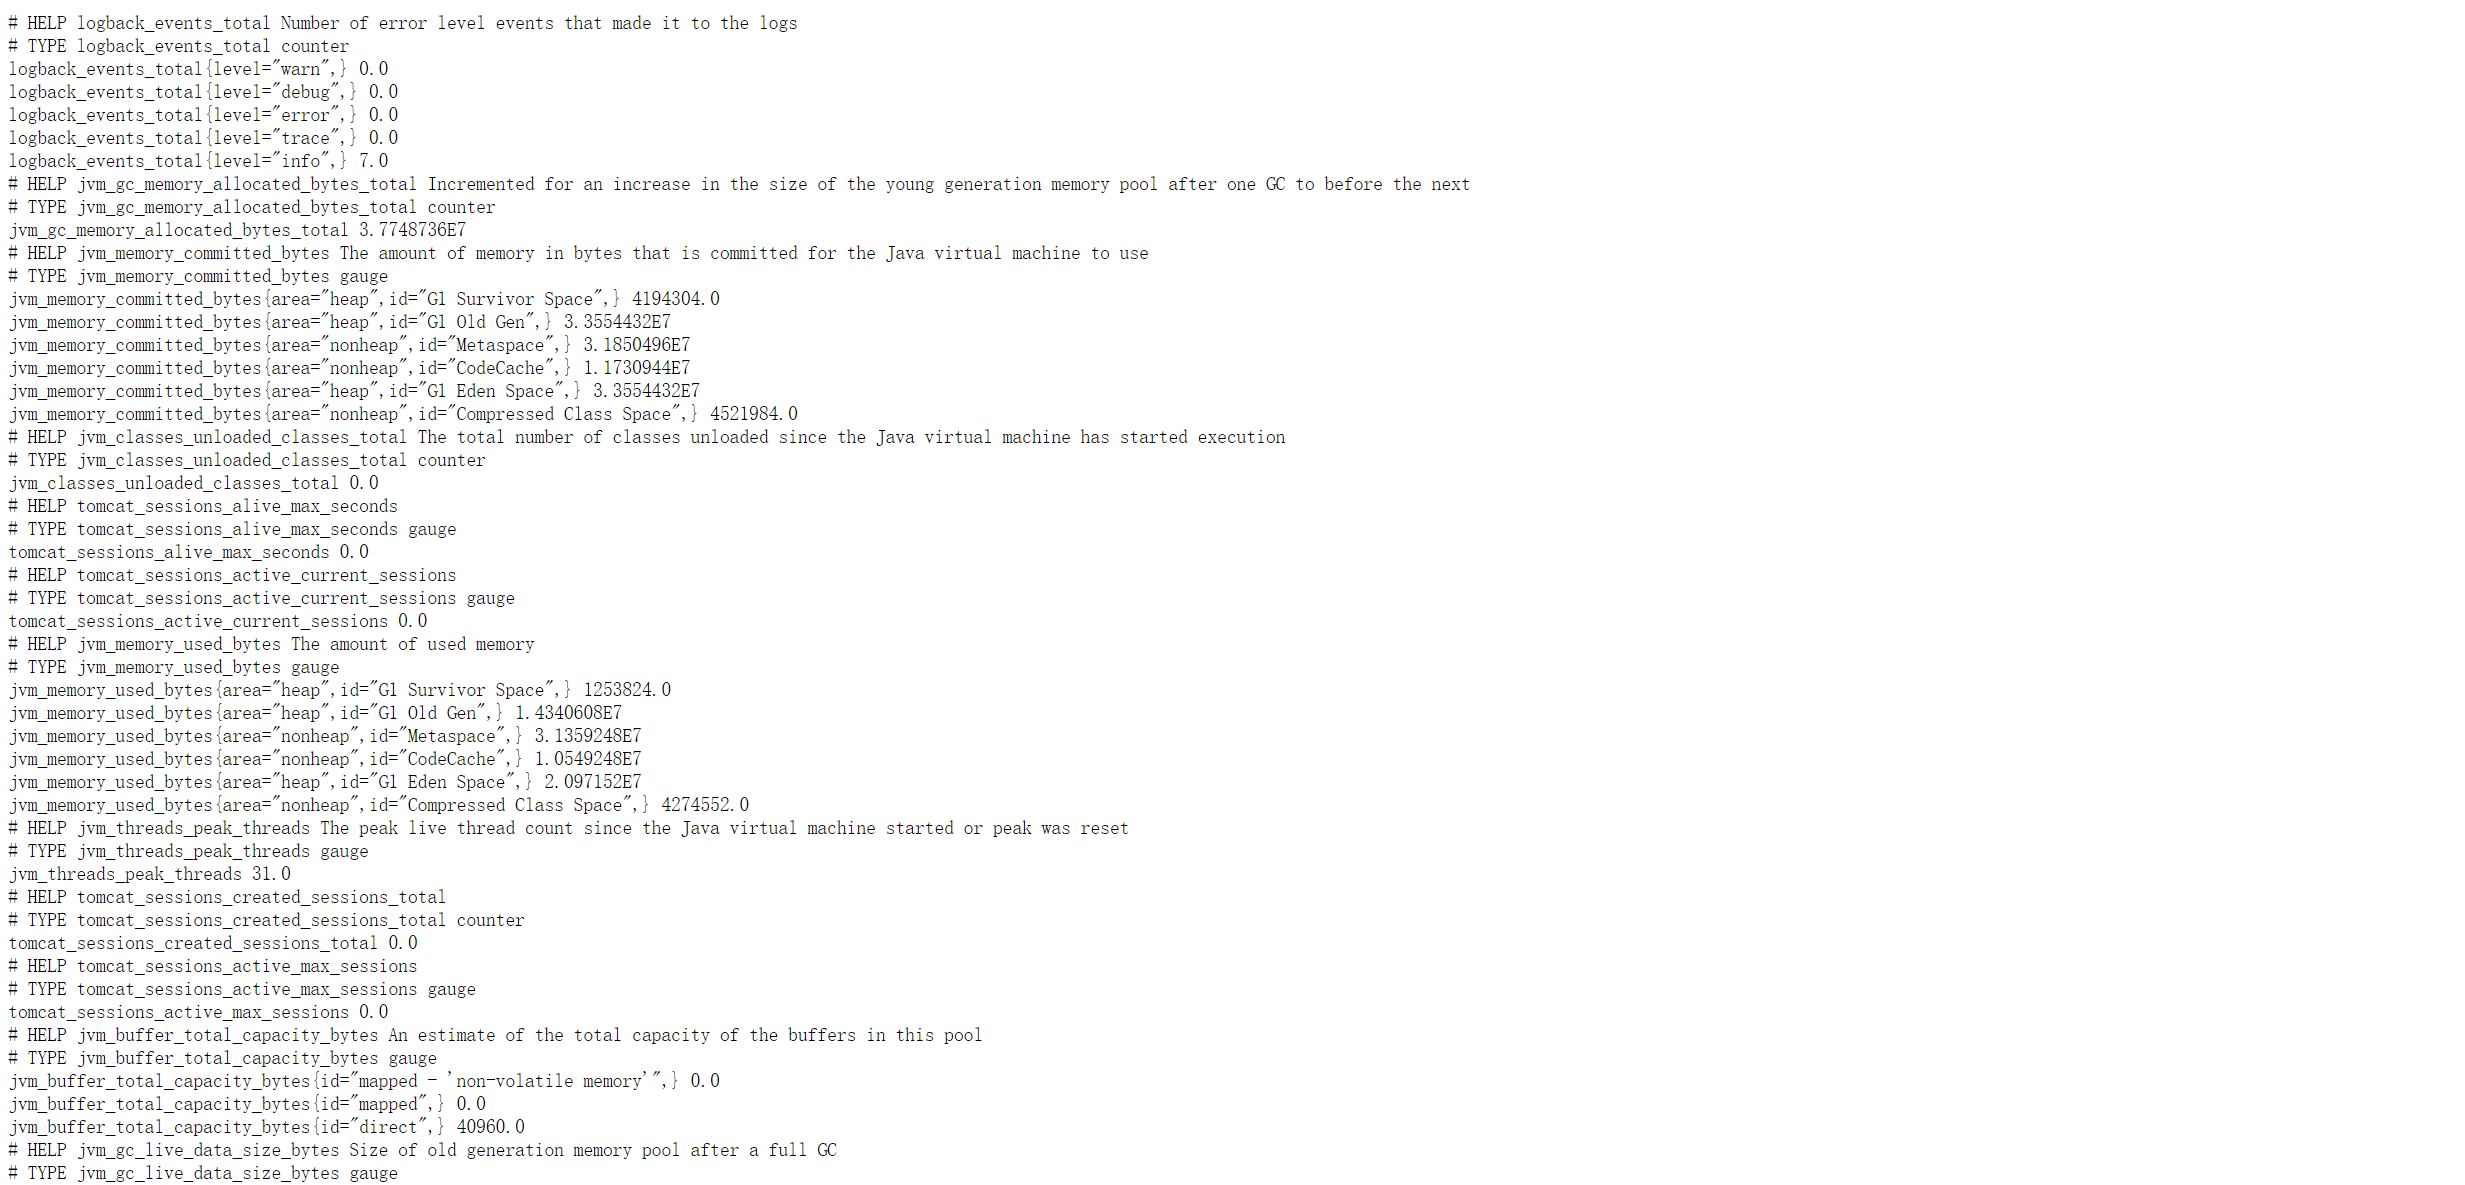 # HELP logback_events_total Number of error level events that made it to the logs
# TYPE logback_events_total counter
logback_events_total{level="warn",} 0.0
logback_events_total{level="debug",} 0.0
logback_events_total{level="error",} 0.0
logback_events_total{level="trace",} 0.0
logback_events_total{level="info",} 7.0
# HELP jvm_gc_memory_allocated_bytes_total Incremented for an increase in the size of the young generation memory pool after one GC to before the next
# TYPE jvm_gc_memory_allocated_bytes_total counter
jvm_gc_memory_allocated_bytes_total 3.7748736E7
# HELP jvm_memory_committed_bytes The amount of memory in bytes that is committed for the Java virtual machine to use
# TYPE jvm_memory_committed_bytes gauge
jvm_memory_committed_bytes{area="heap",id="G1 Survivor Space",} 4194304.0
jvm_memory_committed_bytes{area="heap",id="G1 Old Gen",} 3.3554432E7
jvm_memory_committed_bytes{area="nonheap",id="Metaspace",} 3.1850496E7
jvm_memory_committed_bytes{area="nonheap",id="CodeCache",} 1.1730944E7
jvm_memory_committed_bytes{area="heap",id="G1 Eden Space",} 3.3554432E7
jvm_memory_committed_bytes{area="nonheap",id="Compressed Class Space",} 4521984.0
# HELP jvm_classes_unloaded_classes_total The total number of classes unloaded since the Java virtual machine has started execution
# TYPE jvm_classes_unloaded_classes_total counter
jvm_classes_unloaded_classes_total 0.0
# HELP tomcat_sessions_alive_max_seconds
# TYPE tomcat_sessions_alive_max_seconds gauge
tomcat_sessions_alive_max_seconds 0.0
# HELP tomcat_sessions_active_current_sessions
# TYPE tomcat_sessions_active_current_sessions gauge
tomcat_sessions_active_current_sessions 0.0
# HELP jvm_memory_used_bytes The amount of used memory
# TYPE jvm_memory_used_bytes gauge
jvm_memory_used_bytes{area="heap",id="G1 Survivor Space",} 1253824.0
jvm_memory_used_bytes{area="heap",id="G1 Old Gen",} 1.4340608E7
jvm_memory_used_bytes{area="nonheap",id="Metaspace",} 3.1359248E7
jvm_memory_used_bytes{area="nonheap",id="CodeCache",} 1.0549248E7
jvm_memory_used_bytes{area="heap",id="G1 Eden Space",} 2.097152E7
jvm_memory_used_bytes{area="nonheap",id="Compressed Class Space",} 4274552.0
# HELP jvm_threads_peak_threads The peak live thread count since the Java virtual machine started or peak was reset
# TYPE jvm_threads_peak_threads gauge
jvm_threads_peak_threads 31.0
# HELP tomcat_sessions_created_sessions_total
# TYPE tomcat_sessions_created_sessions_total counter
tomcat_sessions_created_sessions_total 0.0
# HELP tomcat_sessions_active_max_sessions
# TYPE tomcat_sessions_active_max_sessions gauge
tomcat_sessions_active_max_sessions 0.0
# HELP jvm_buffer_total_capacity_bytes An estimate of the total capacity of the buffers in this pool
# TYPE jvm_buffer_total_capacity_bytes gauge
jvm_buffer_total_capacity_bytes{id="mapped - 'non-volatile memory'",} 0.0
jvm_buffer_total_capacity_bytes{id="mapped",} 0.0
jvm_buffer_total_capacity_bytes{id="direct",} 40960.0
# HELP jvm_gc_live_data_size_bytes Size of old generation memory pool after a full GC
# TYPE jvm_gc_live_data_size_bytes gauge